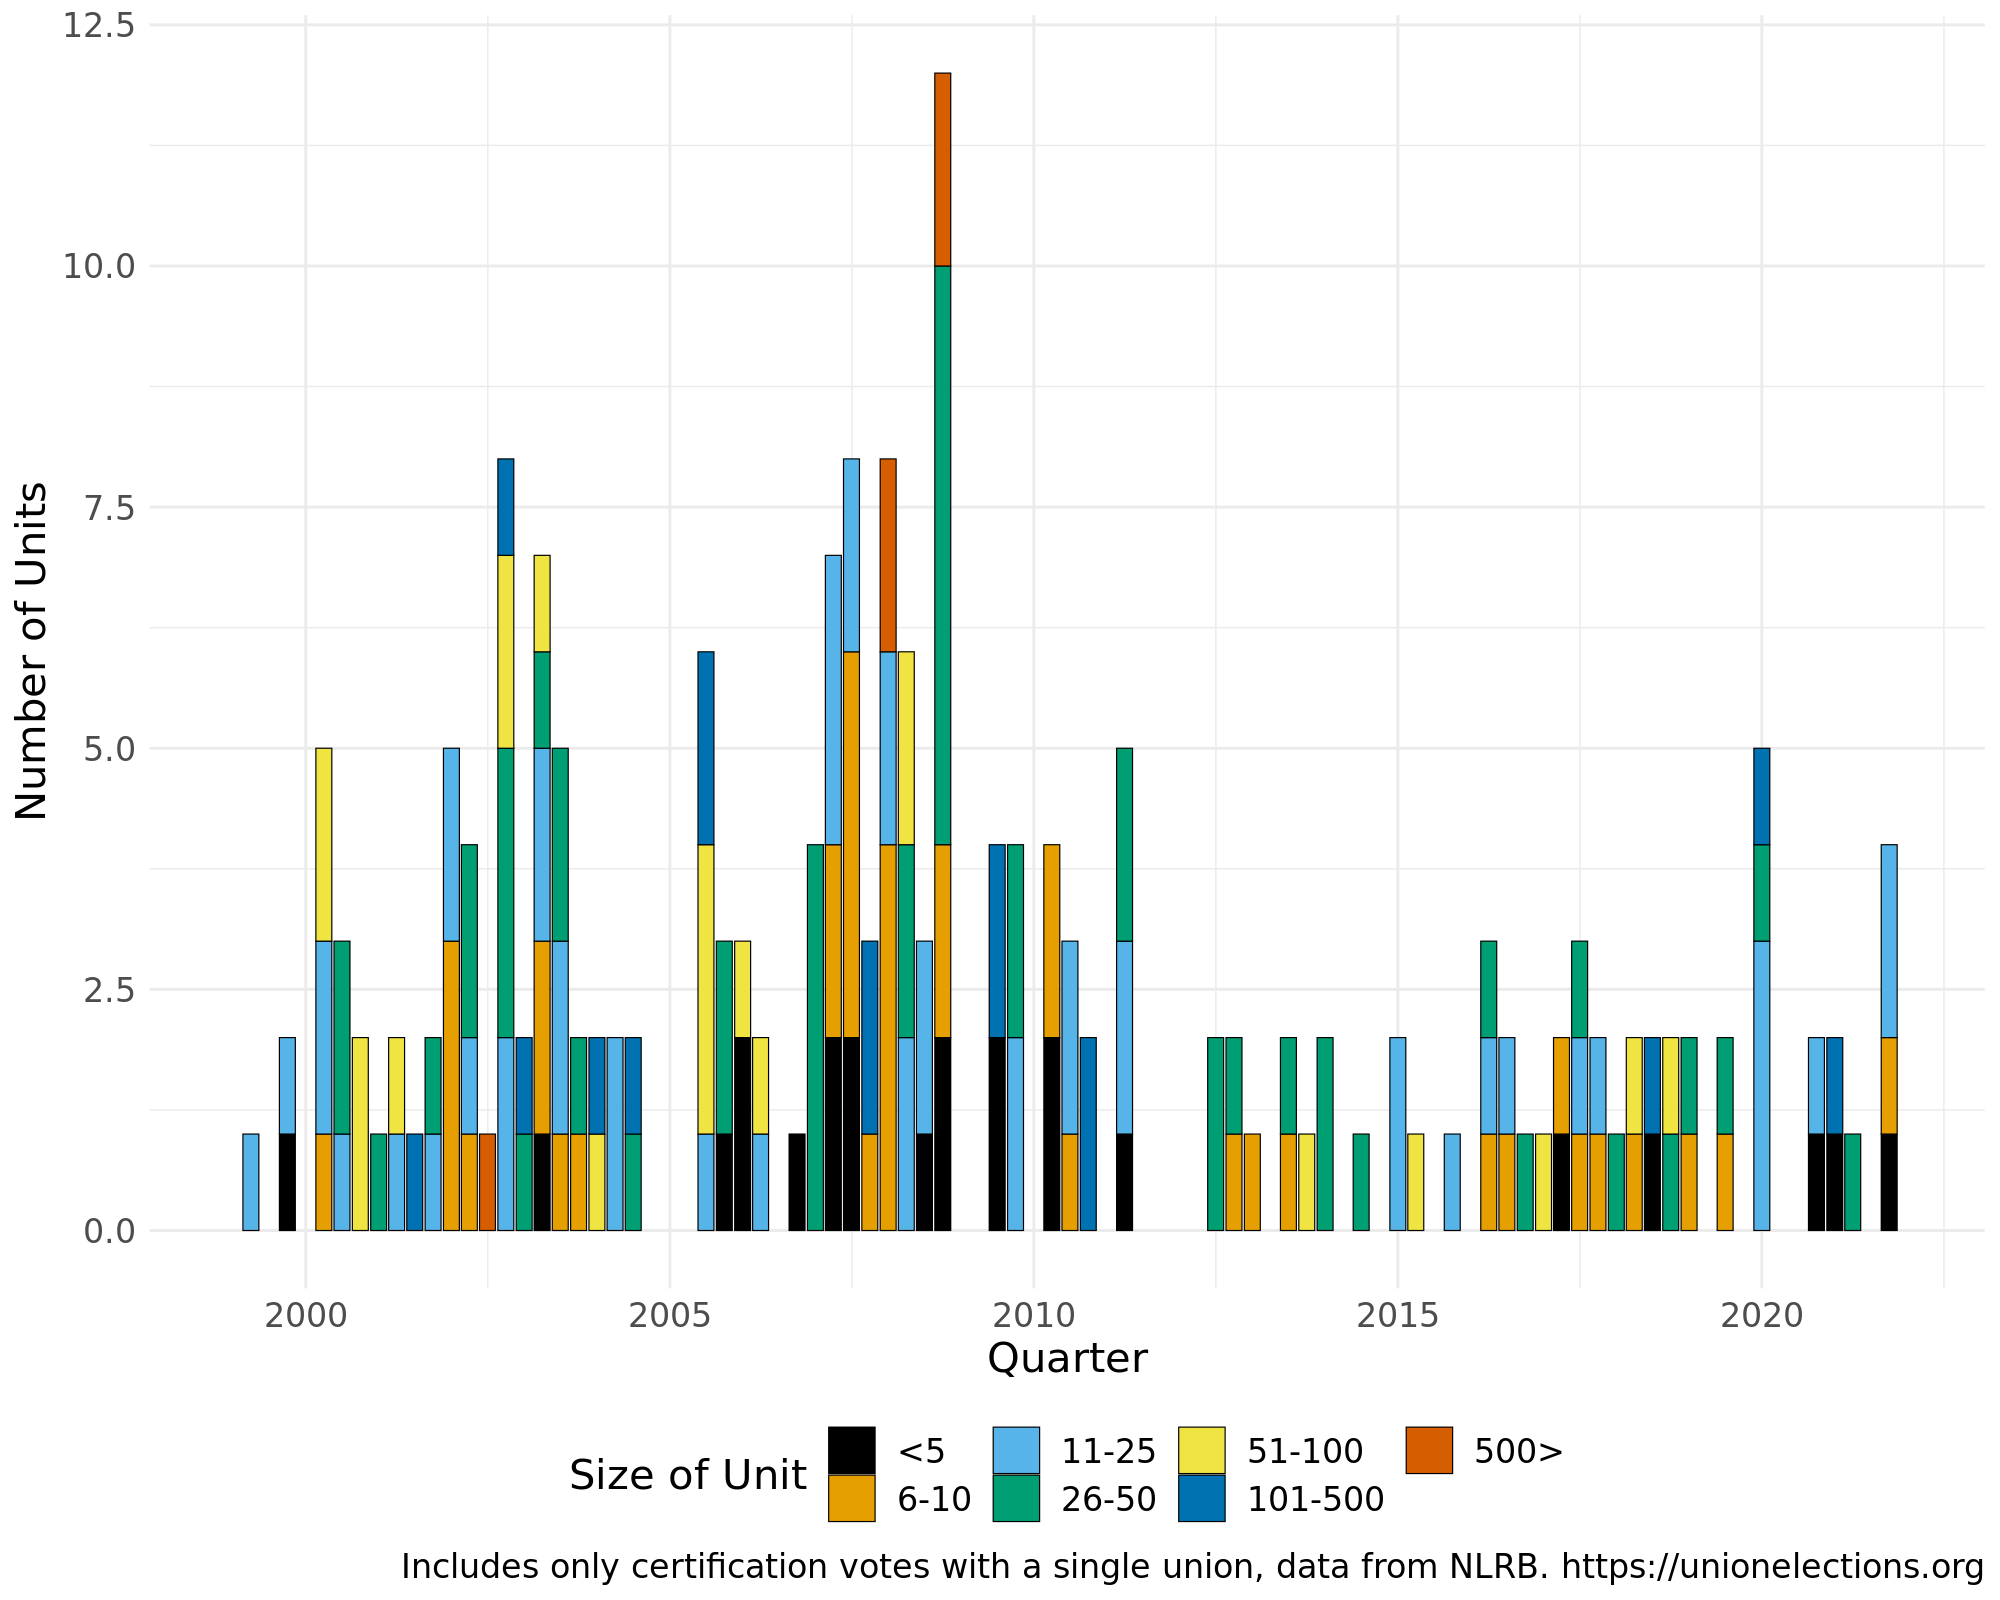 12.5
10.0
7.5
5.0
2.5
0.0
Number of Units
2000 2005 2010 2015 2020
Quarter
Size of Unit
<5 11-25 51-100 500>
6-10 26-50 101-500
Includes only certification votes with a single union, data from NLRB. https://unionelections.org